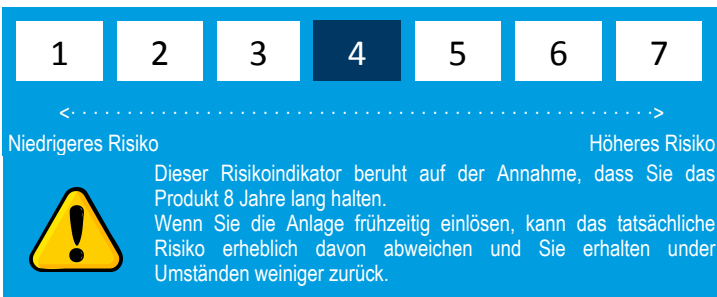 1 2 3 4 5 6 7
<· · · · · · · · · · · · · · · · · · · · · · · · · · · · · · · · · · · · · · · · · · · · · · · · · · · ·>
Niedrigeres Risiko Höheres Risiko
Dieser Risikoindikator beruht auf der Annahme, dass Sie das
Produkt 8 Jahre lang halten.
Wenn Sie die Anlage frühzeitig einlösen, kann das tatsächliche
Risiko erheblich davon abweichen und Sie erhalten under
Umständen weiniger zurück.